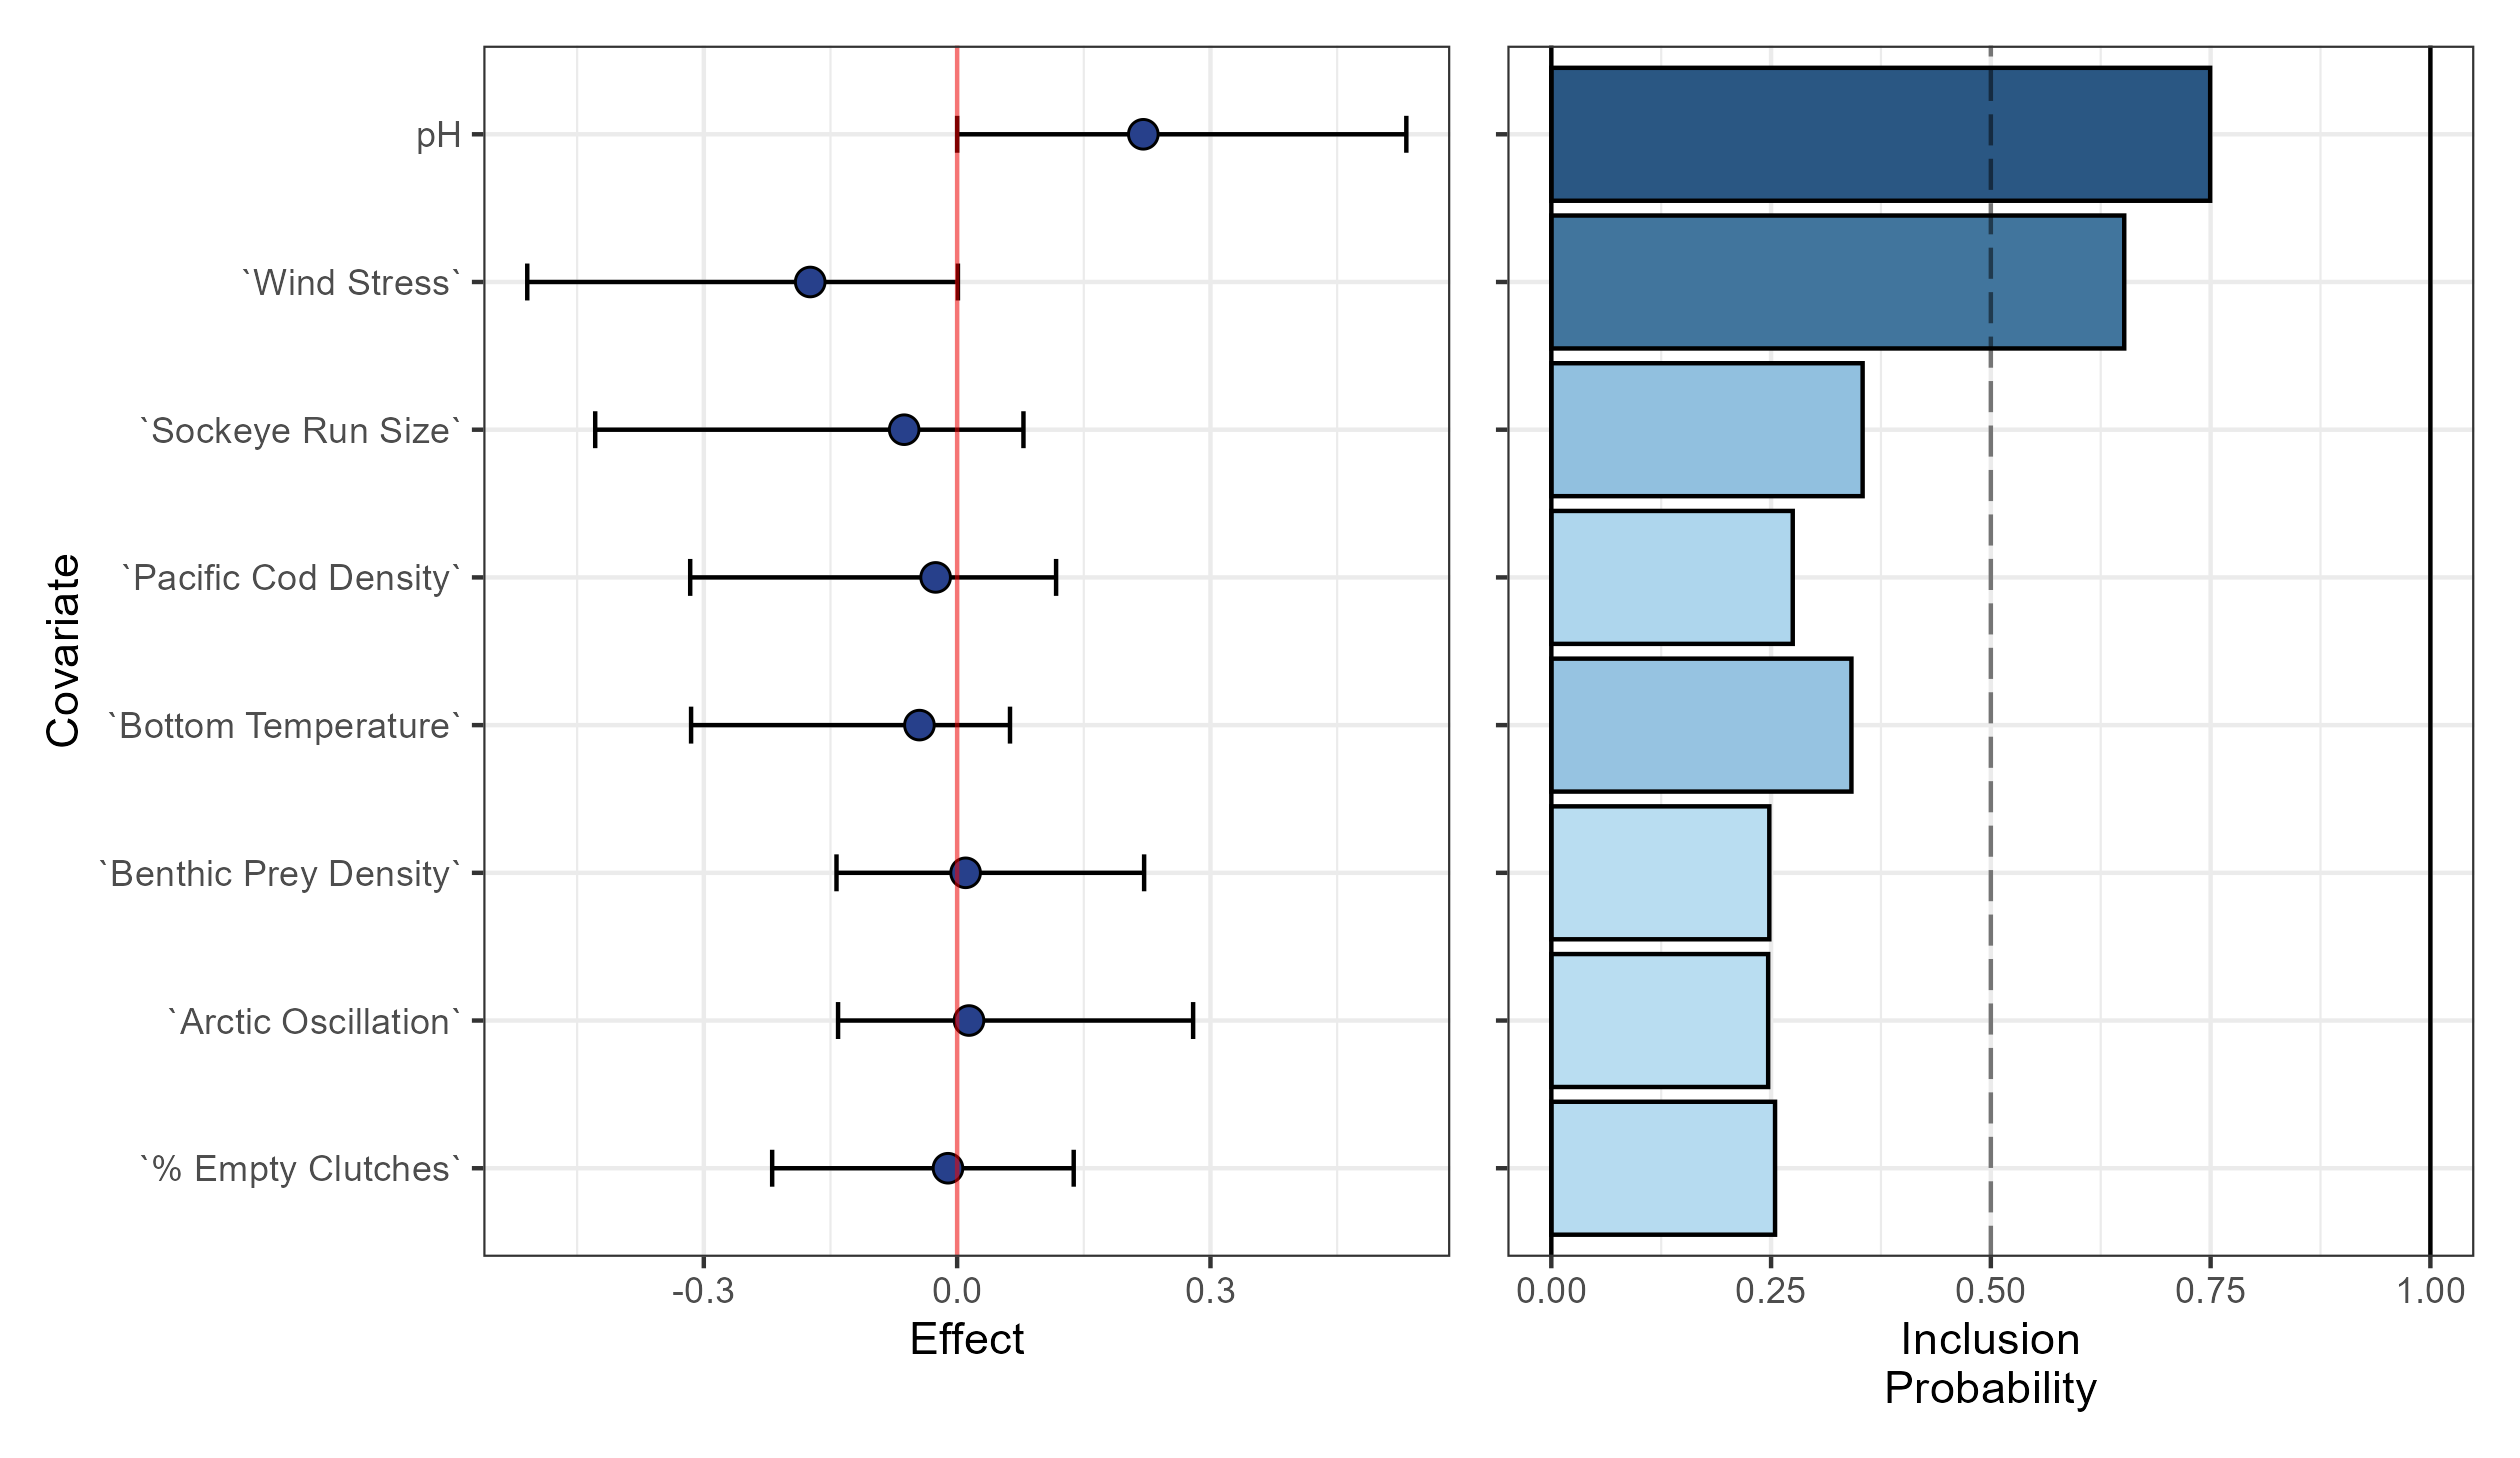 Covariate
pH
`Wind Stress`
`Sockeye Run Size`
`Pacific Cod Density`
`Bottom Temperature`
`Benthic Prey Density`
`Arctic Oscillation`
`% Empty Clutches`
-0.3 0.0 0.3
Effect
0.00 0.25 0.50 0.75 1.00
Inclusion
Probability